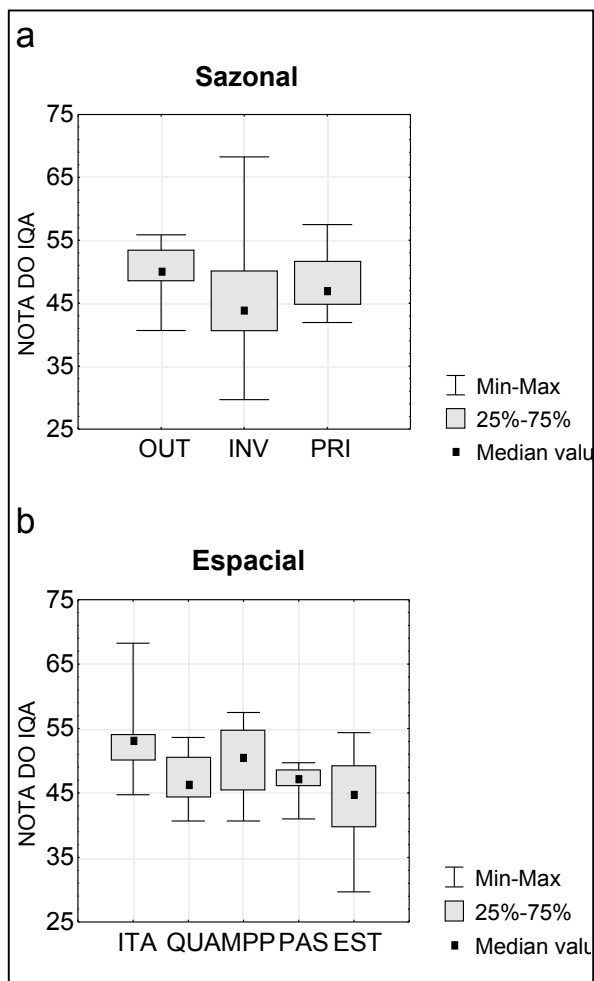 a
Sazonal
75
65
55
45
35
25
NOTA DO IQA
OUT INV PRI
Min-Max
25%-75%
Median valu
b
Espacial
75
65
55
45
35
25
NOTA DO IQA
ITA QUA MPP PAS EST
Min-Max
25%-75%
Median valu